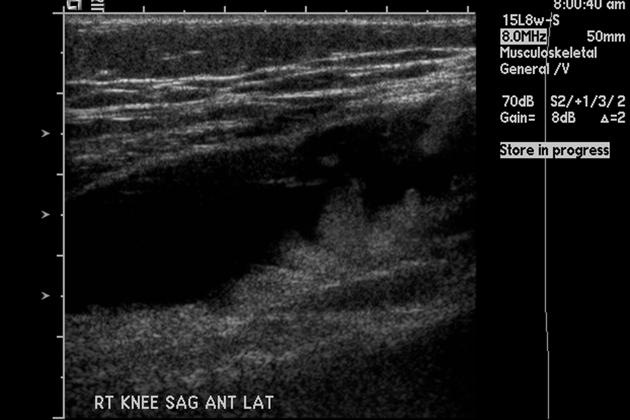 8:00:40 am
15L8w-S
8.0MHz 50mm
Musculoskeletal
General /V
70dB S2/+1/3/2
Gain= 8dB Δ=2
Store in progress
RT KNEE SAG ANT LAT